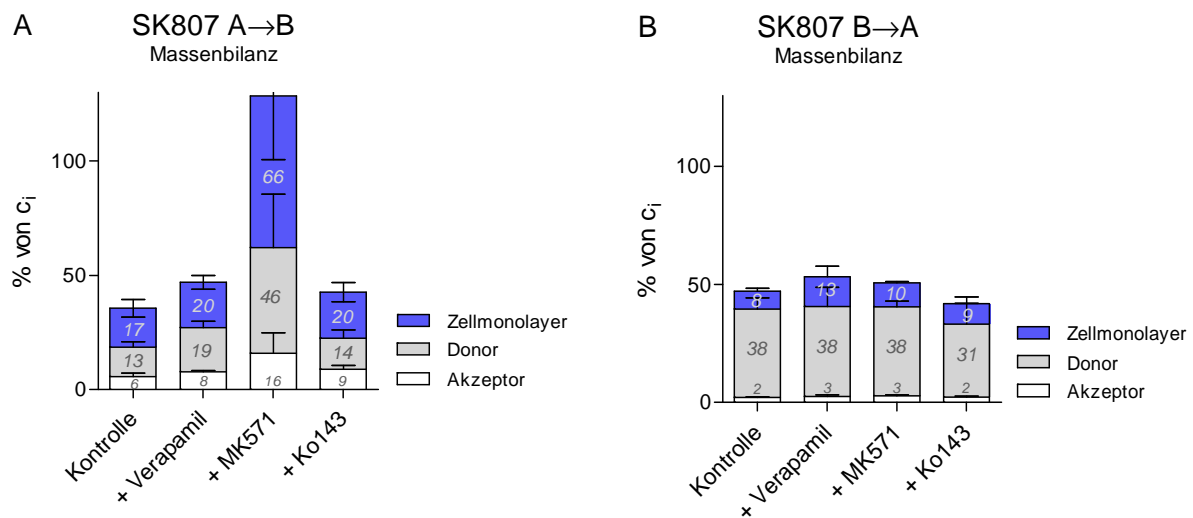 A
SK807 A→B
Massenbilanz
% von ci
100
50
0
66
46
16
17
13
6
20
19
8
20
14
9
Zellmonolayer
Donor
Akzeptor
Kontrolle
+ Verapamil
+ MK571
+ Ko143
B
SK807 B→A
Massenbilanz
% von ci
100
50
0
8
38
2
13
38
3
10
38
3
9
31
2
Zellmonolayer
Donor
Akzeptor
Kontrolle
+ Verapamil
+ MK571
+ Ko143